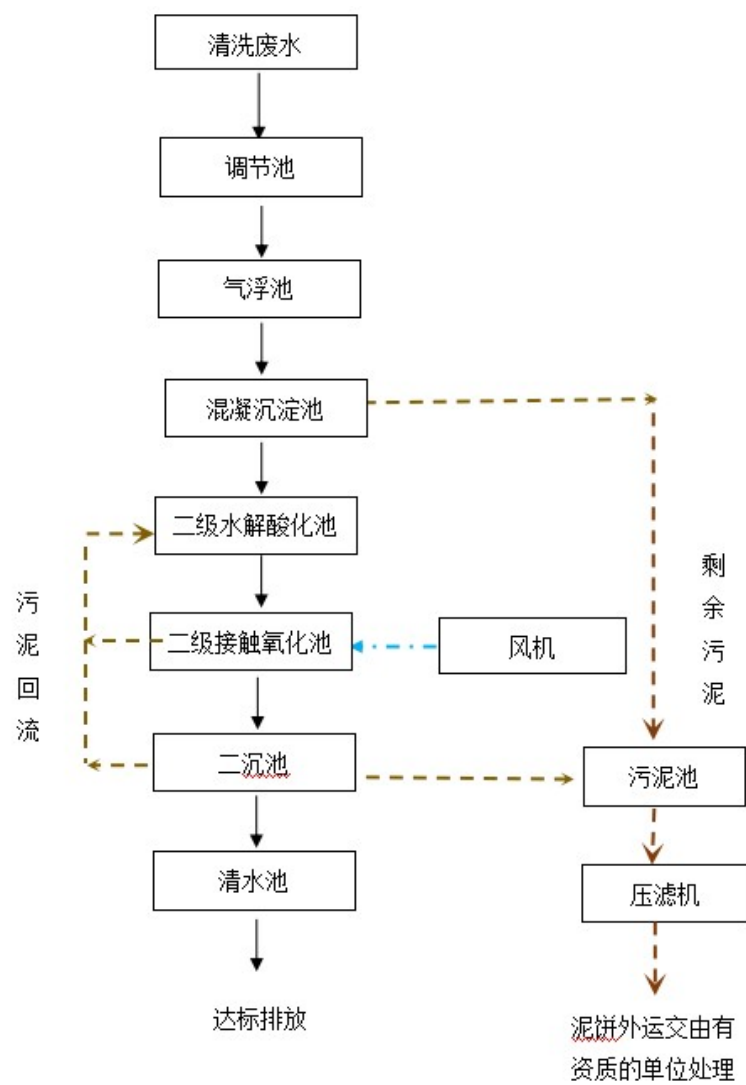 清洗废水
调节池
气浮池
混凝沉淀池
二级水解酸化池
二级接触氧化池
风机
二沉池
清水池
达标排放
污泥回流
剩余污泥
污泥池
压滤机
泥饼外运交由有
资质的单位处理